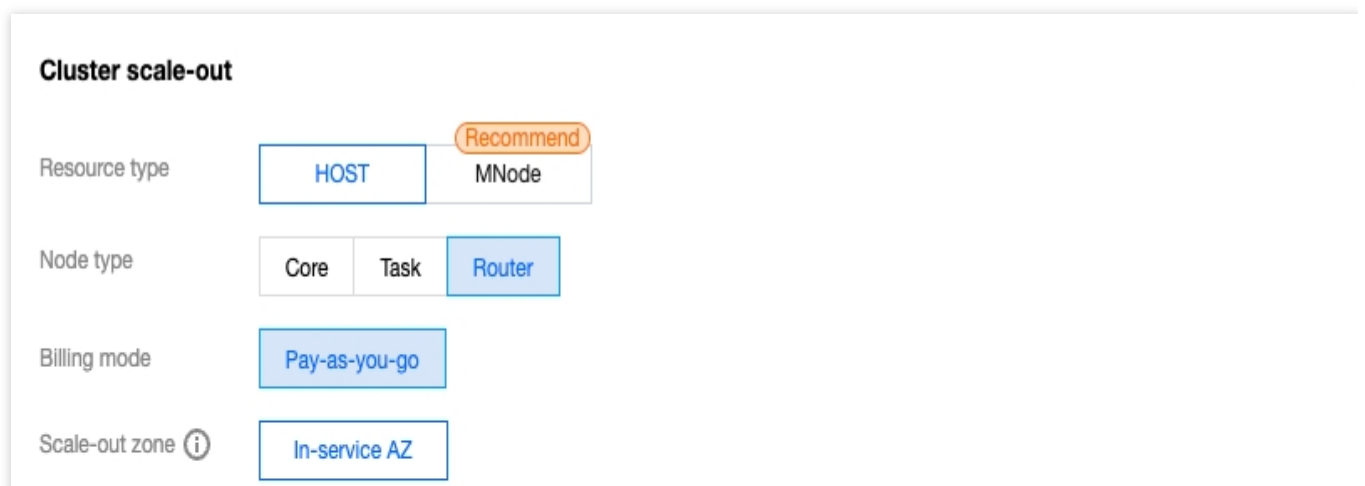 Cluster scale-out
Recommend
Resource type HOST MNode
Node type Core Task Router
Billing mode Pay-as-you-go
Scale-out zone In-service AZ